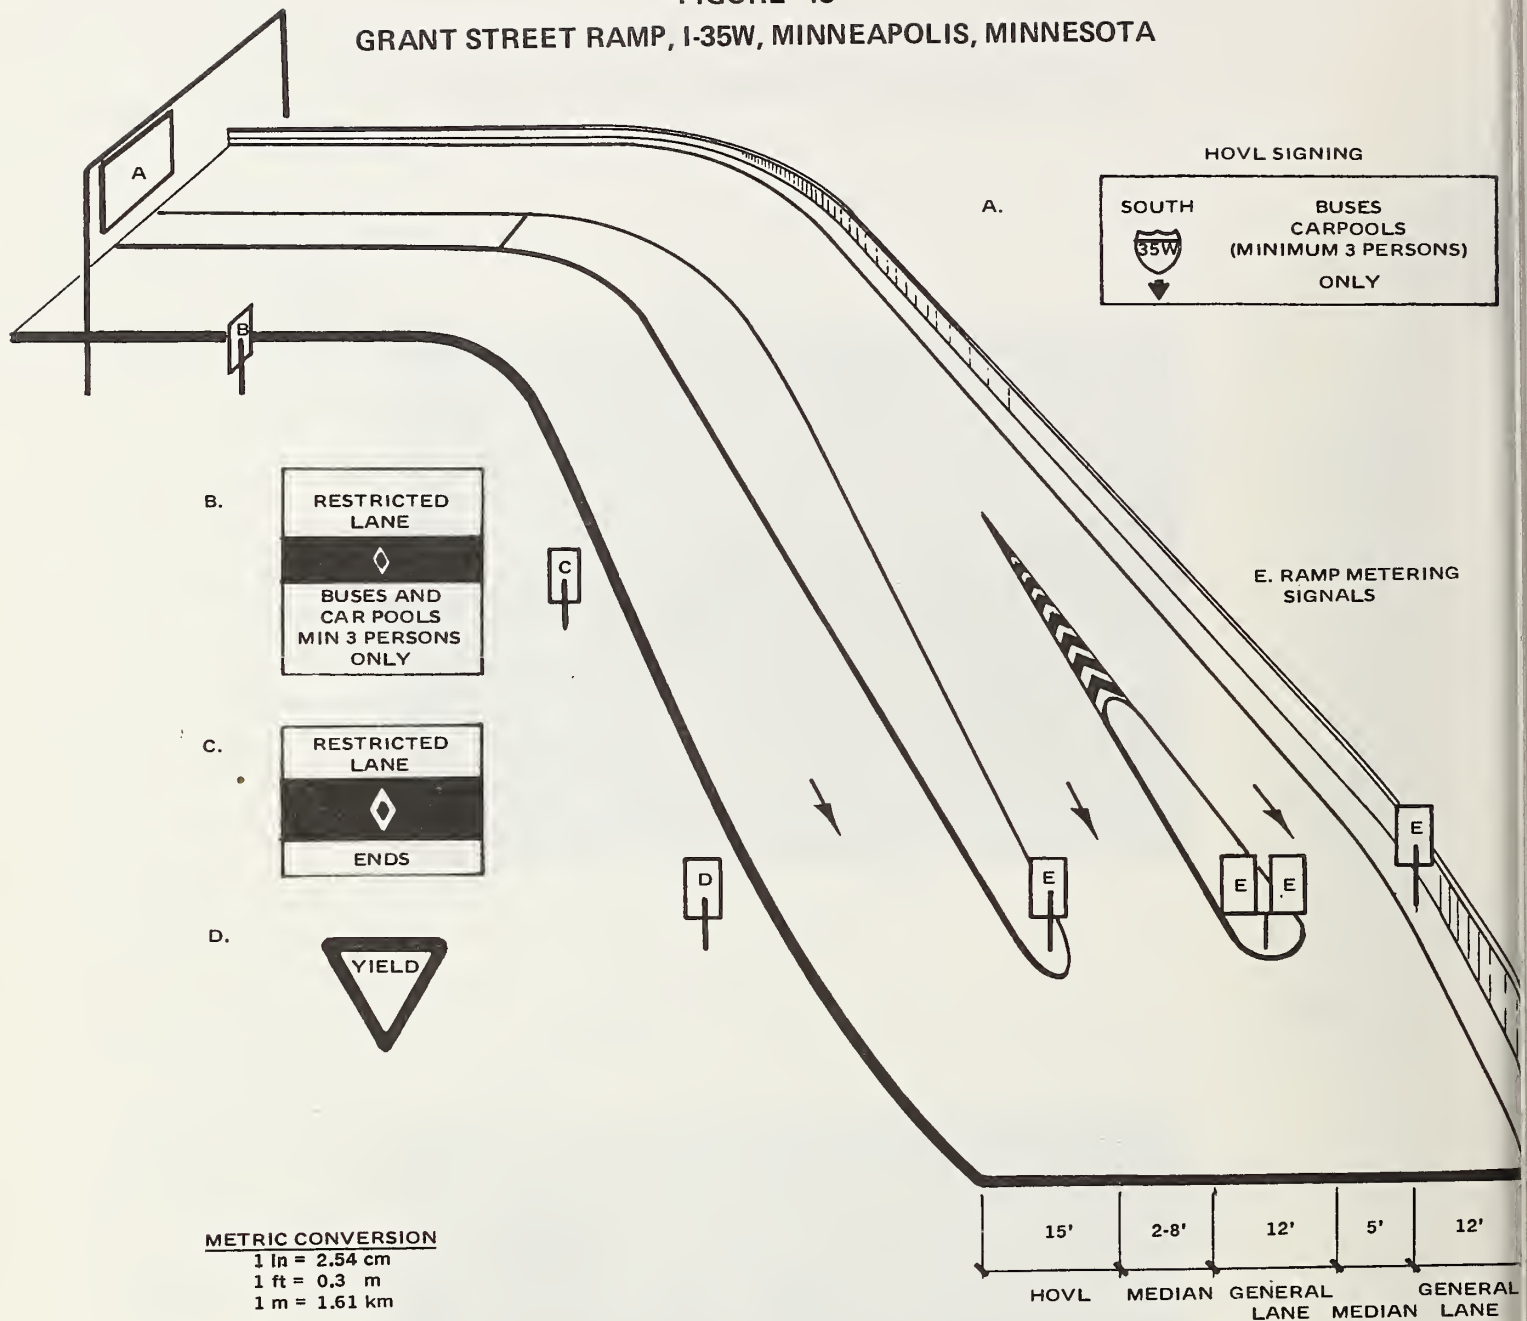 GRANT STREET RAMP, I-35W, MINNEAPOLIS, MINNESOTA
A
HOVL SIGNING
A.
SOUTH
35W
BUSES
CARPOOLS
(MINIMUM 3 PERSONS)
ONLY
B
B.
RESTRICTED
LANE
BUSES AND
CAR POOLS
MIN 3 PERSONS
ONLY
C
E. RAMP METERING
SIGNALS
C.
RESTRICTED
LANE
ENDS
D
E
E
E
E
D.
YIELD
METRIC CONVERSION
1 in = 2.54 cm
1 ft = 0.3 m
1 m = 1.61 km
15'
2-8'
12'
5'
12'
HOVL
MEDIAN
GENERAL
LANE
MEDIAN
GENERAL
LANE